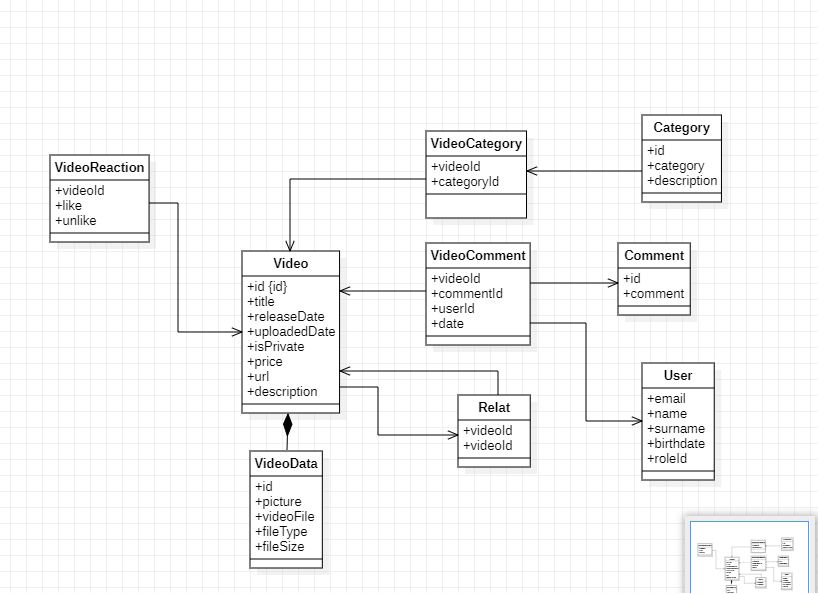 VideoReaction
+videoId
+like
+unlike
VideoCategory
+videoId
+categoryId
Category
+id
+category
+description
Video
+id {id}
+title
+releaseDate
+uploadedDate
+isPrivate
+price
+url
+description
VideoComment
+videoId
+commentId
+userId
+date
Comment
+id
+comment
User
+email
+name
+surname
+birthdate
+roleId
Relat
+videoId
+videoId
VideoData
+id
+picture
+videoFile
+fileType
+fileSize